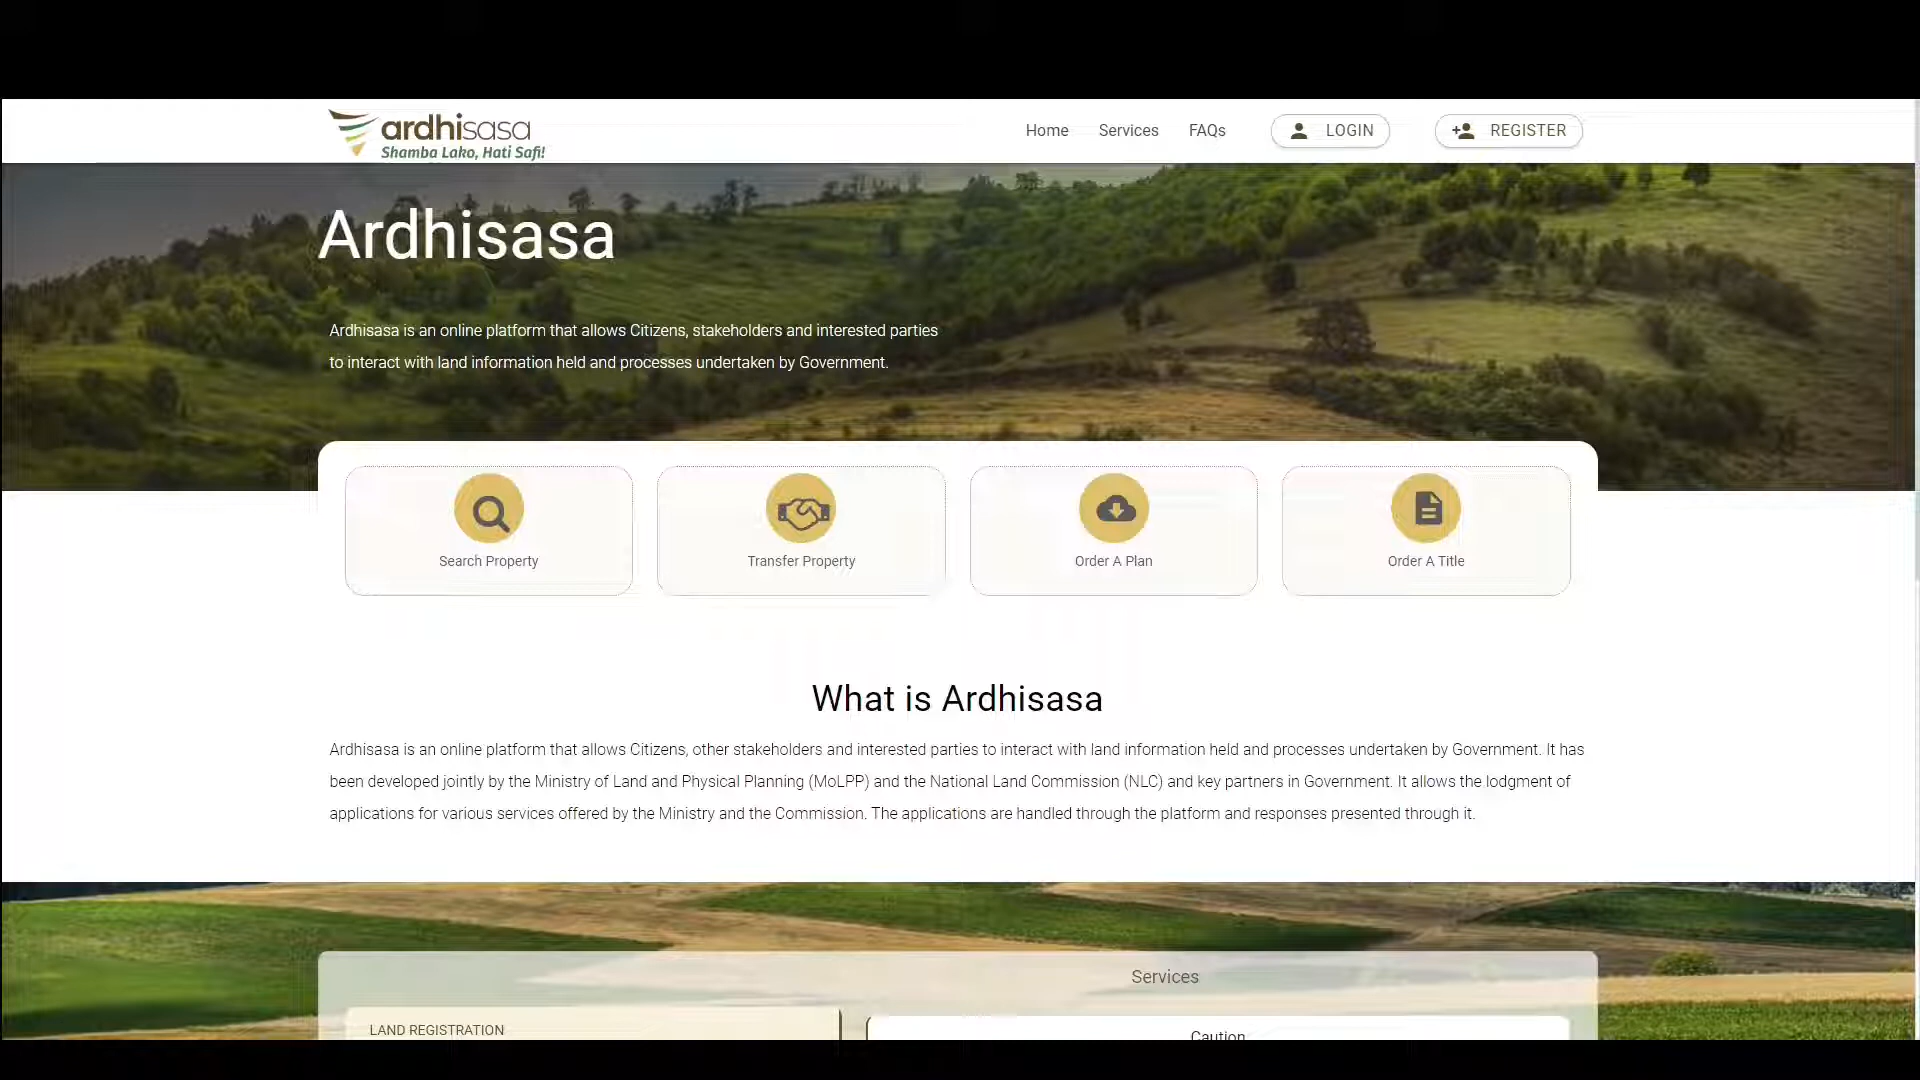 ardhisasa
Shamba Lako, Hati Safi!
Home Services FAQs LOGIN REGISTER
Ardhisasa
Ardhisasa is an online platform that allows Citizens, stakeholders and interested parties
to interact with land information held and processes undertaken by Government.
Search Property Transfer Property Order A Plan Order A Title
What is Ardhisasa
Ardhisasa is an online platform that allows Citizens, other stakeholders and interested parties to interact with land information held and processes undertaken by Government. It has
been developed jointly by the Ministry of Land and Physical Planning (MoLPP) and the National Land Commission (NLC) and key partners in Government. It allows the lodgment of
applications for various services offered by the Ministry and the Commission. The applications are handled through the platform and responses presented through it.
Services
LAND REGISTRATION
Caution